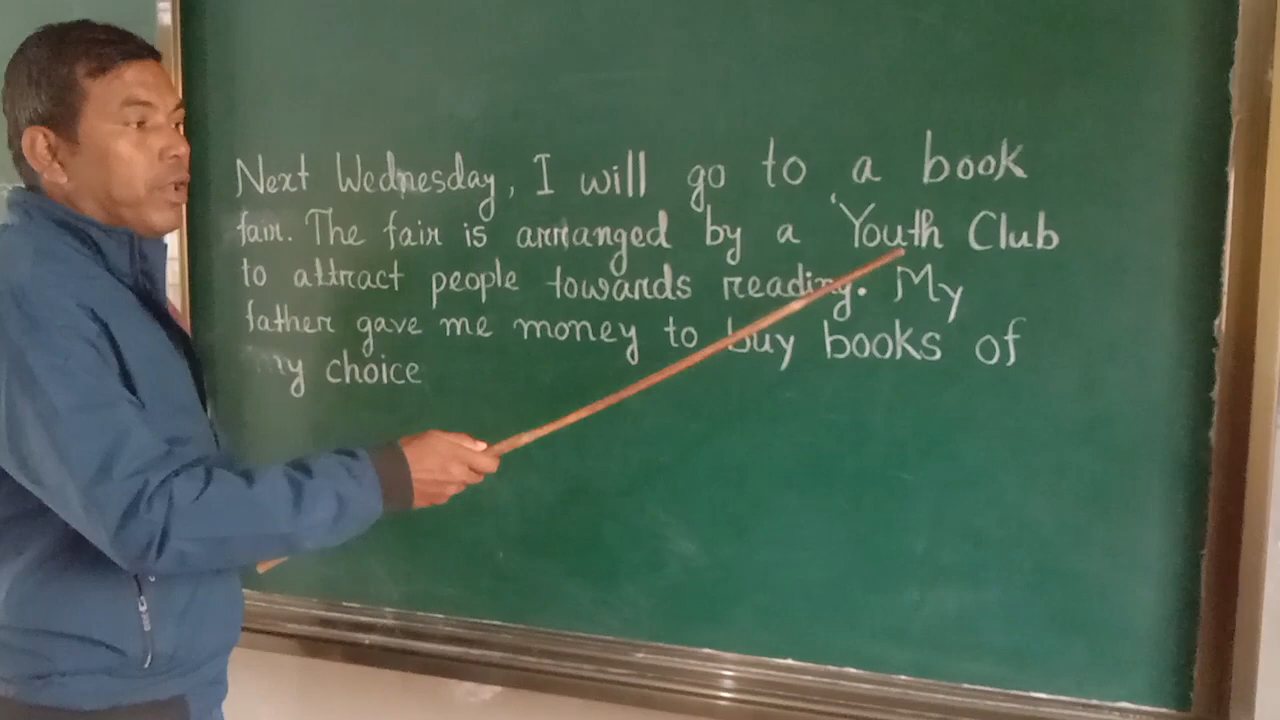 Next Wednesday, I will go to a book
fair. The fair is arranged by a 'Youth Club
to attract people towards reading. My
father gave me money to buy books of
my choice